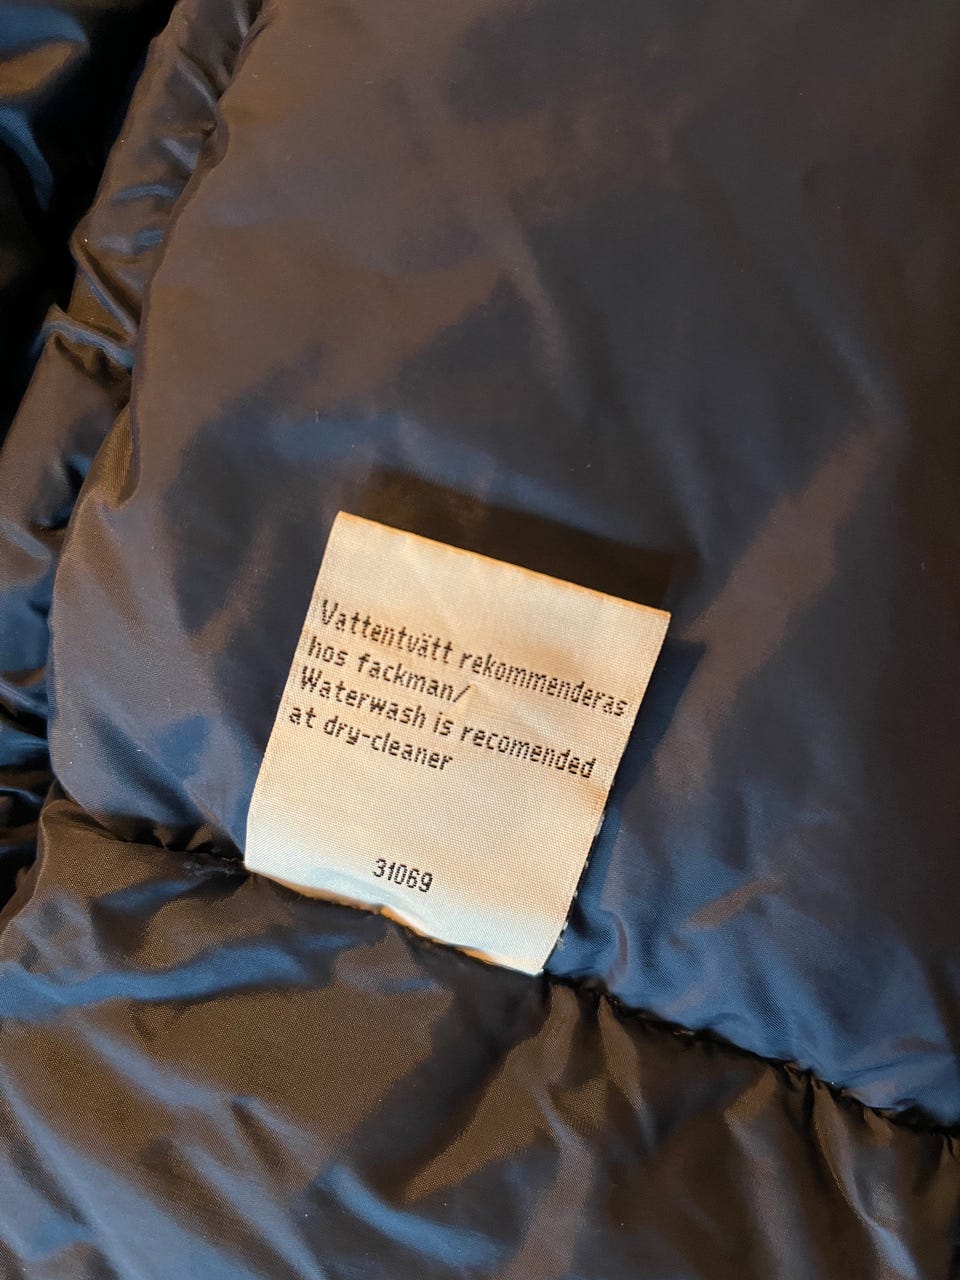 Vattentvätt rekommenderas
hos fackman/
Waterwash is recomended
at dry-cleaner
31069